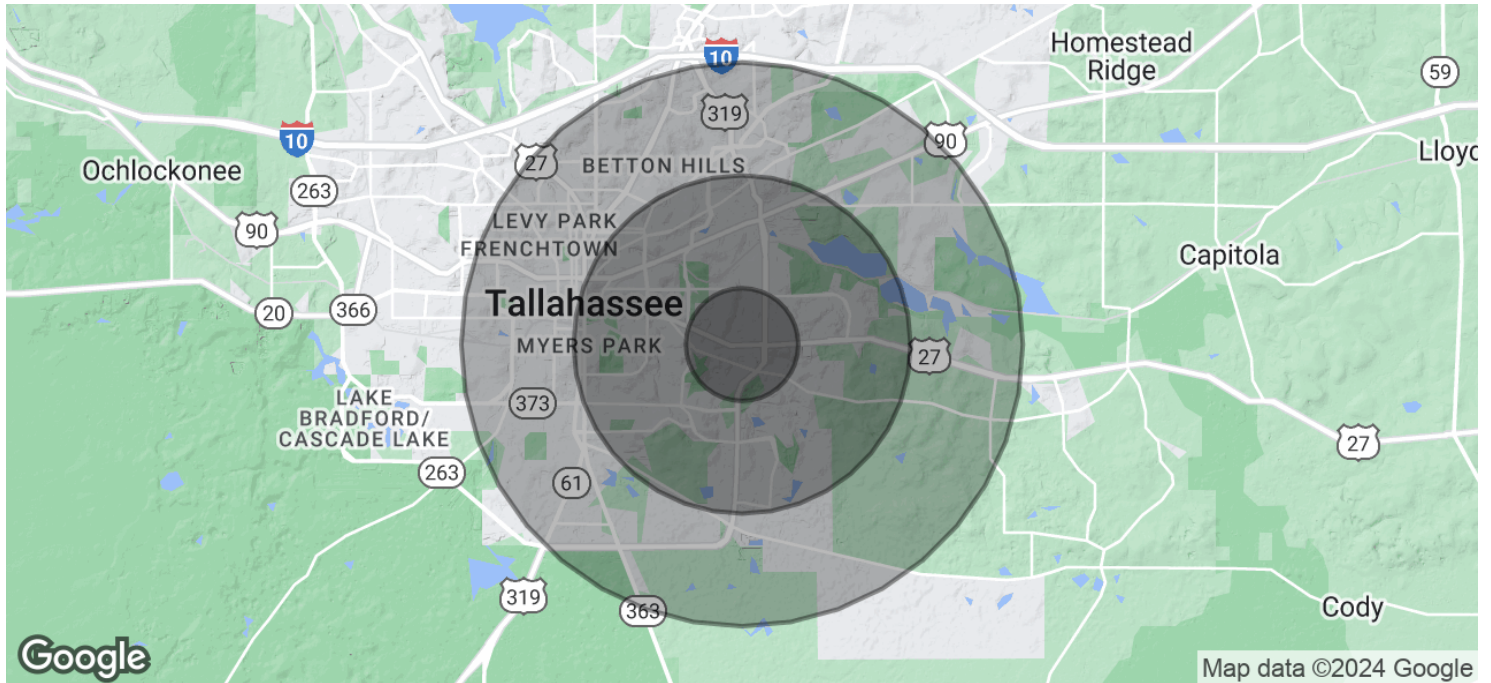 Homestead
Ridge
10
59
319
10
90
27
BETTON HILLS
Lloyd
Ochlockonee
263
LEVY PARK
90
FRENCHTOWN
Capitola
Tallahassee
20
366
MYERS PARK
27
LAKE
BRADFORD/
CASCADE LAKE
373
27
263
61
319
363
Cody
Google
Map data ©2024 Google